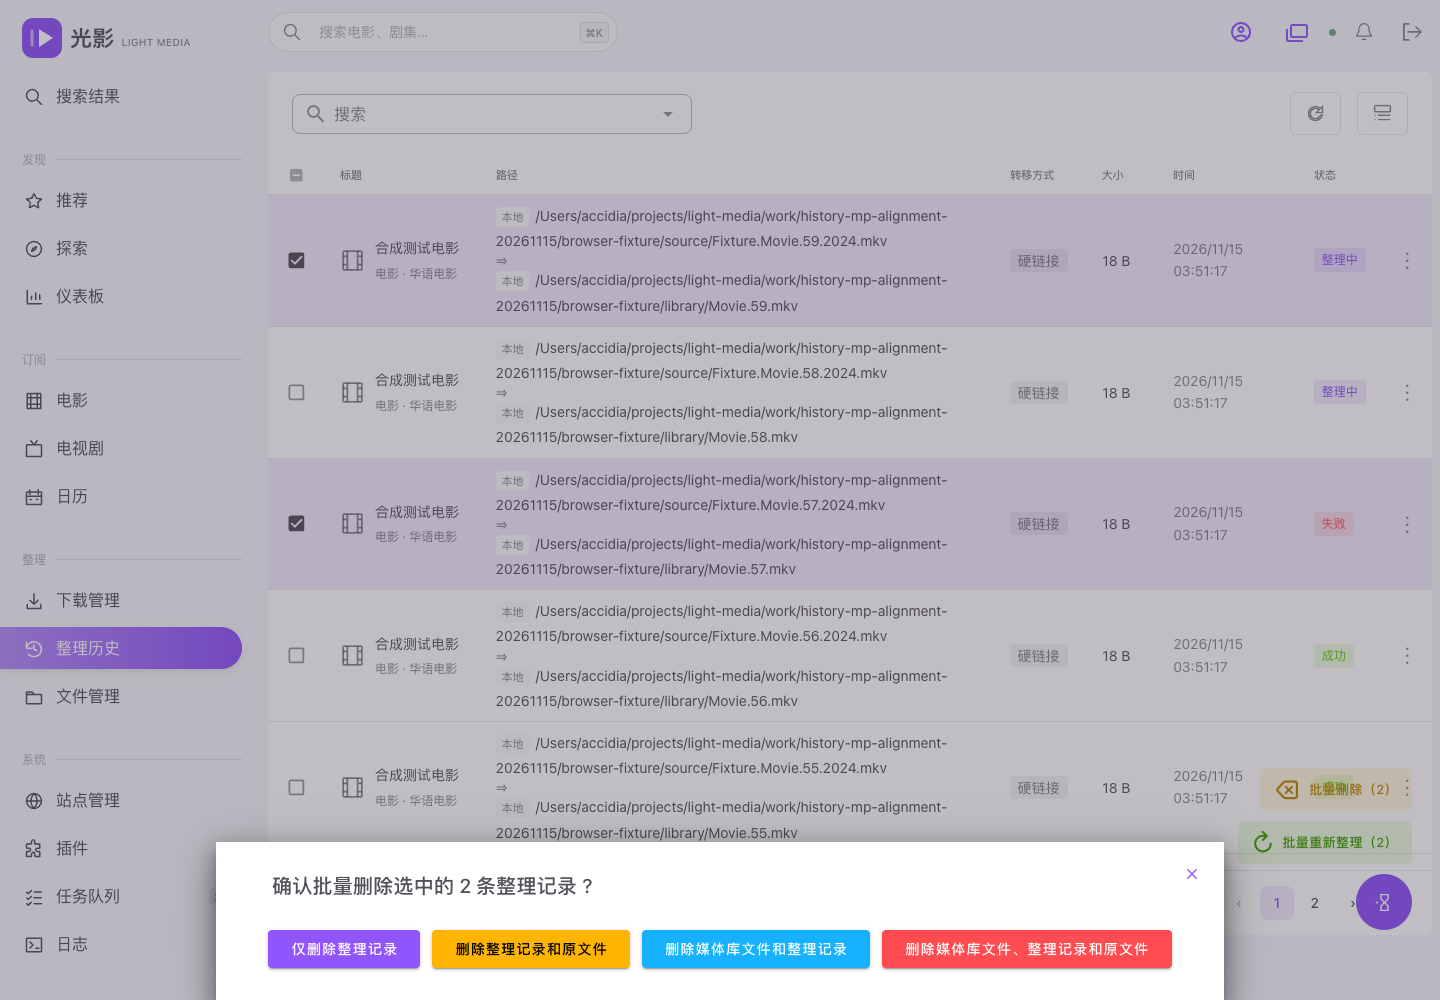 光影 LIGHT MEDIA
搜索电影、剧集... ⌘K
搜索结果
发现
推荐
探索
仪表板
订阅
电影
电视剧
日历
整理
下载管理
整理历史
文件管理
系统
站点管理
插件
任务队列
日志
搜索
标题 路径 转移方式 大小 时间 状态
合成测试电影
电影 · 华语电影
本地 /Users/accidia/projects/light-media/work/history-mp-alignment-
20261115/browser-fixture/source/Fixture.Movie.59.2024.mkv
⇒
本地 /Users/accidia/projects/light-media/work/history-mp-alignment-
20261115/browser-fixture/library/Movie.59.mkv
硬链接 18 B
2026/11/15
03:51:17
整理中
合成测试电影
电影 · 华语电影
本地 /Users/accidia/projects/light-media/work/history-mp-alignment-
20261115/browser-fixture/source/Fixture.Movie.58.2024.mkv
⇒
本地 /Users/accidia/projects/light-media/work/history-mp-alignment-
20261115/browser-fixture/library/Movie.58.mkv
硬链接 18 B
2026/11/15
03:51:17
整理中
合成测试电影
电影 · 华语电影
本地 /Users/accidia/projects/light-media/work/history-mp-alignment-
20261115/browser-fixture/source/Fixture.Movie.57.2024.mkv
⇒
本地 /Users/accidia/projects/light-media/work/history-mp-alignment-
20261115/browser-fixture/library/Movie.57.mkv
硬链接 18 B
2026/11/15
03:51:17
失败
合成测试电影
电影 · 华语电影
本地 /Users/accidia/projects/light-media/work/history-mp-alignment-
20261115/browser-fixture/source/Fixture.Movie.56.2024.mkv
⇒
本地 /Users/accidia/projects/light-media/work/history-mp-alignment-
20261115/browser-fixture/library/Movie.56.mkv
硬链接 18 B
2026/11/15
03:51:17
成功
合成测试电影
电影 · 华语电影
本地 /Users/accidia/projects/light-media/work/history-mp-alignment-
20261115/browser-fixture/source/Fixture.Movie.55.2024.mkv
⇒
本地 /Users/accidia/projects/light-media/work/history-mp-alignment-
20261115/browser-fixture/library/Movie.55.mkv
硬链接 18 B
2026/11/15
03:51:17
批量删除（2）
批量重新整理（2）
‹ 1 2 ›
确认批量删除选中的 2 条整理记录？
仅删除整理记录 删除整理记录和原文件 删除媒体库文件和整理记录 删除媒体库文件、整理记录和原文件